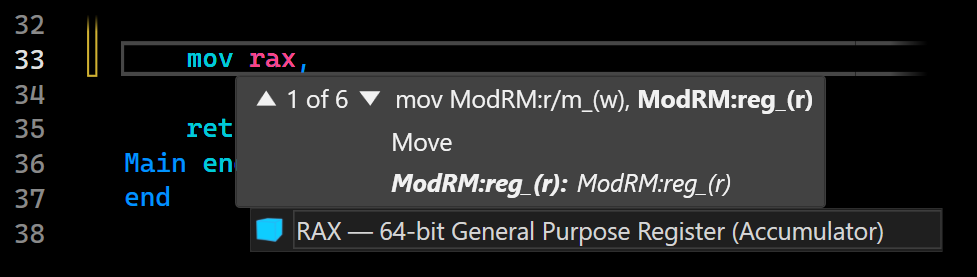 32
33 mov rax,
▲ 1 of 6 ▼ mov ModRM:r/m_(w), ModRM:reg_(r)
34
Move
35 ret
36 Main en
ModRM:reg_(r): ModRM:reg_(r)
37 end
38
RAX — 64-bit General Purpose Register (Accumulator)